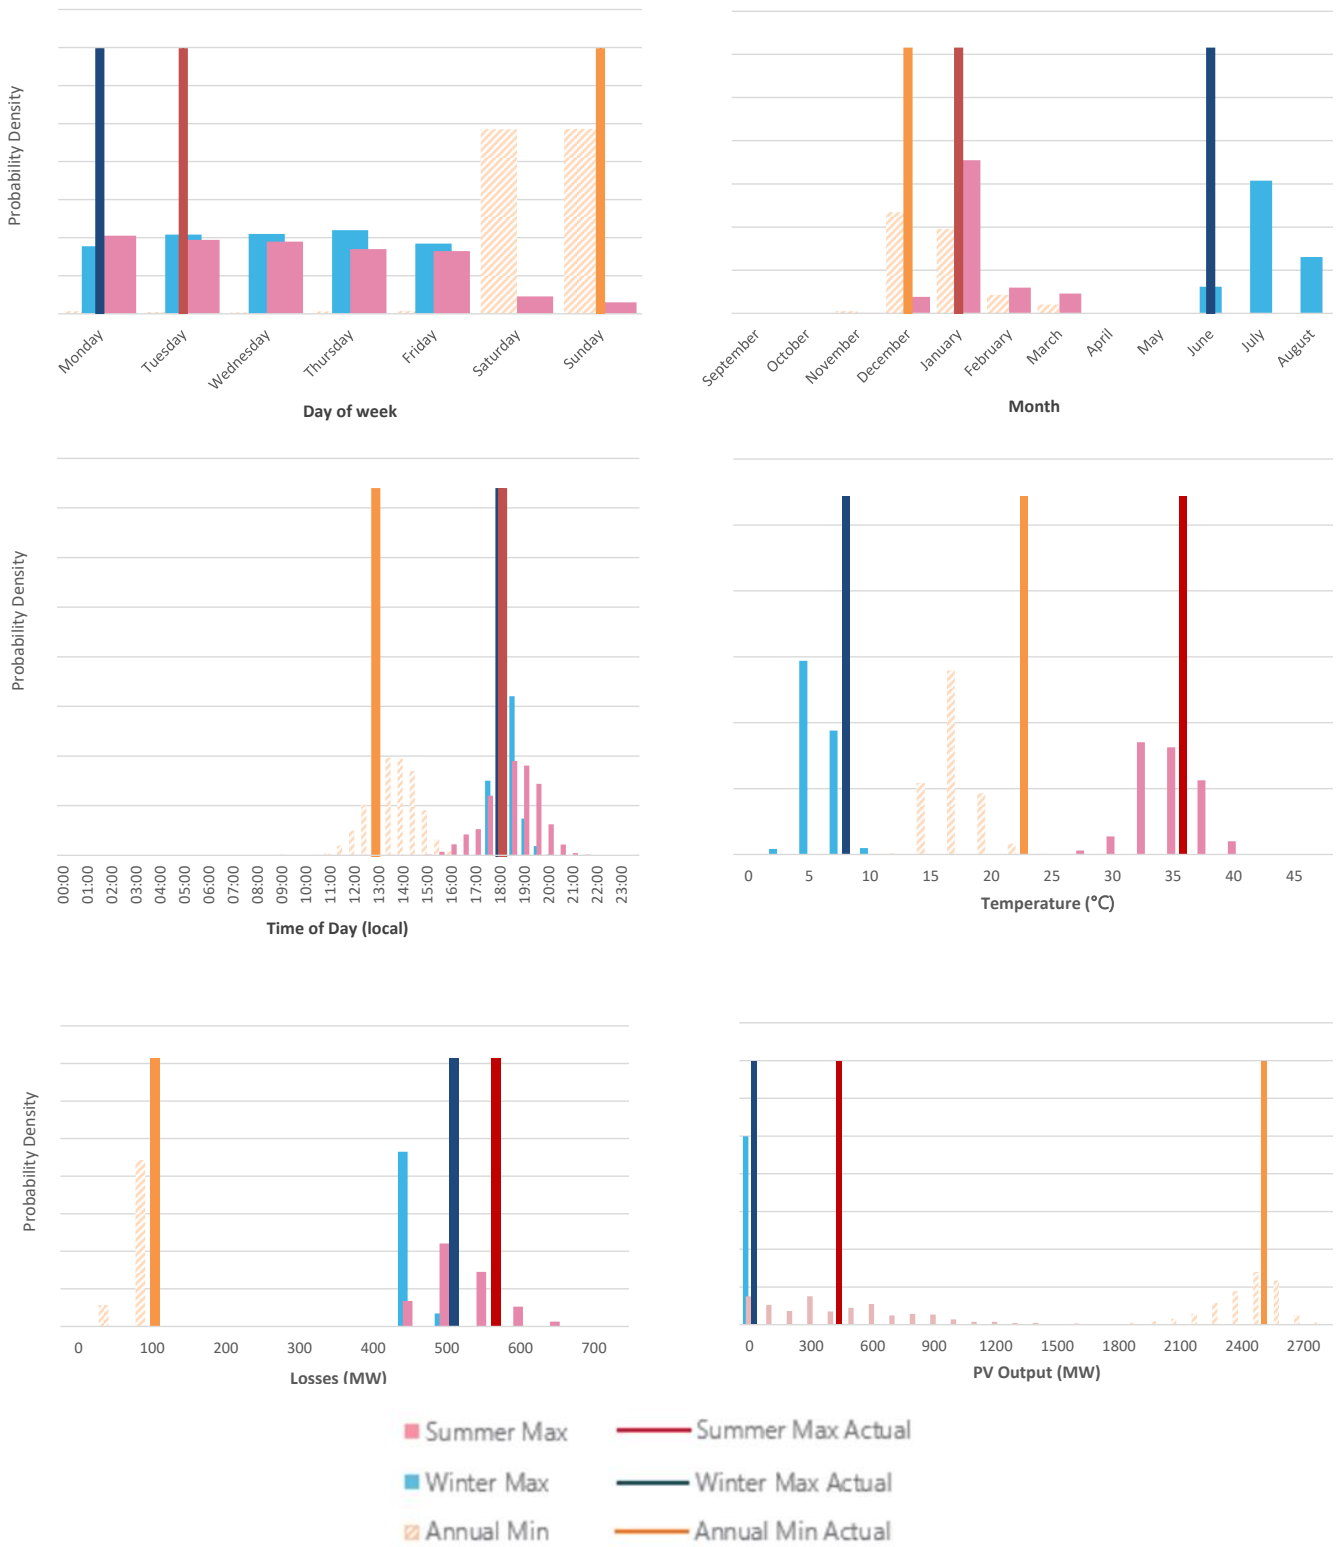 Probability Density
Monday
Tuesday
Wednesday
Thursday
Friday
Saturday
Sunday
Day of week
September
October
November
December
January
February
March
April
May
June
July
August
Month
Probability Density
00:00
01:00
02:00
03:00
04:00
05:00
06:00
07:00
08:00
09:00
10:00
11:00
12:00
13:00
14:00
15:00
16:00
17:00
18:00
19:00
20:00
21:00
22:00
23:00
Time of Day (local)
0 5 10 15 20 25 30 35 40 45
Temperature (℃)
Probability Density
0 100 200 300 400 500 600 700
Losses (MW)
0 300 600 900 1200 1500 1800 2100 2400 2700
PV Output (MW)
Summer Max Summer Max Actual
Winter Max Winter Max Actual
Annual Min Annual Min Actual